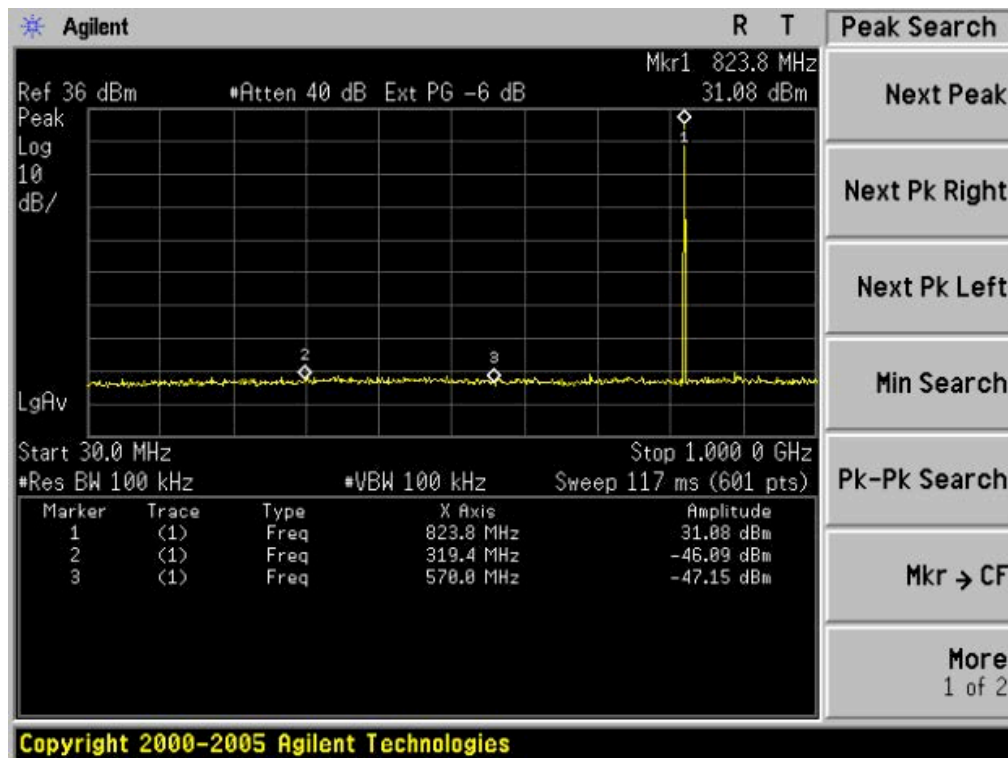 Agilent R T Peak Search
Mkr1 823.8 MHz
Ref 36 dBm #Atten 40 dB Ext PG -6 dB 31.08 dBm
Peak
Log
10
dB/
1
2
3
LgAv
Start 30.0 MHz Stop 1.000 0 GHz
#Res BW 100 kHz #VBW 100 kHz Sweep 117 ms (601 pts)
Marker Trace Type X Axis Amplitude
1 (1) Freq 823.8 MHz 31.08 dBm
2 (1) Freq 319.4 MHz -46.09 dBm
3 (1) Freq 570.0 MHz -47.15 dBm
Next Peak
Next Pk Right
Next Pk Left
Min Search
Pk-Pk Search
Mkr → CF
More
1 of 2
Copyright 2000-2005 Agilent Technologies